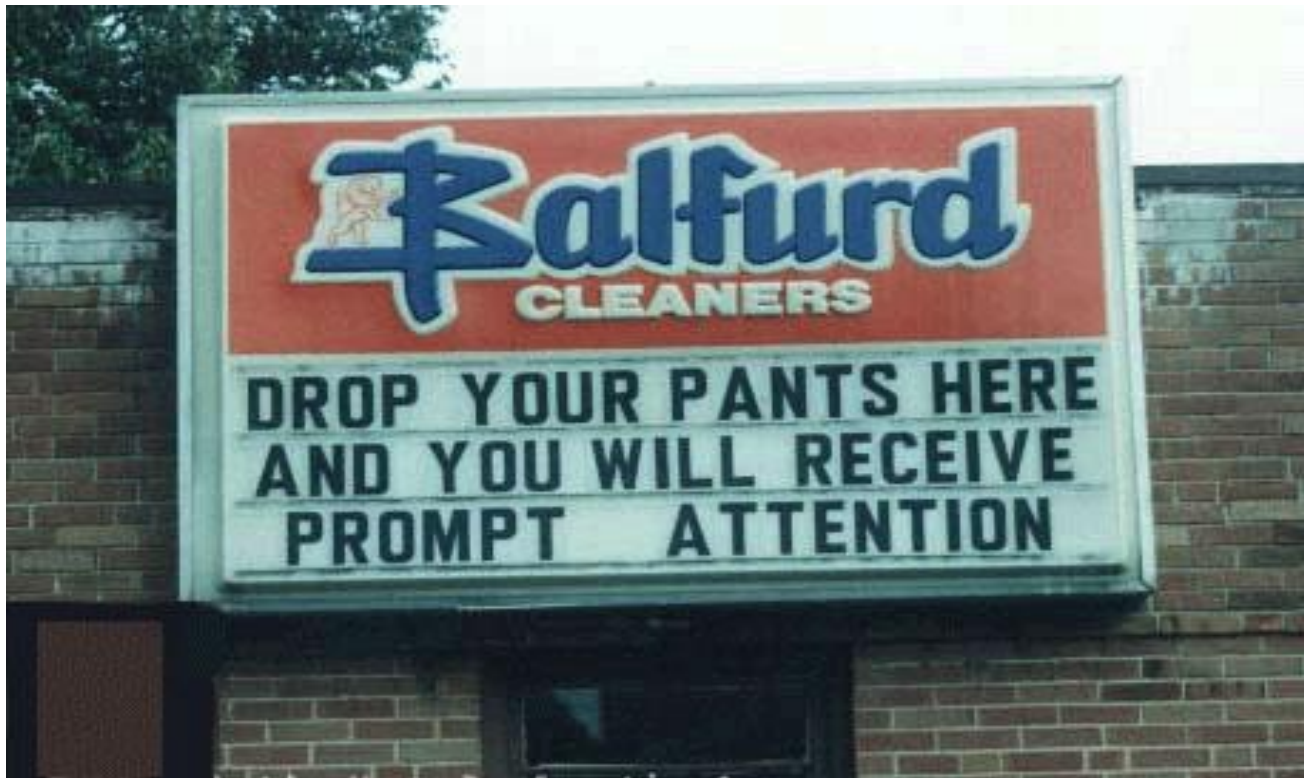 Balfurd
CLEANERS
DROP YOUR PANTS HERE
AND YOU WILL RECEIVE
PROMPT ATTENTION